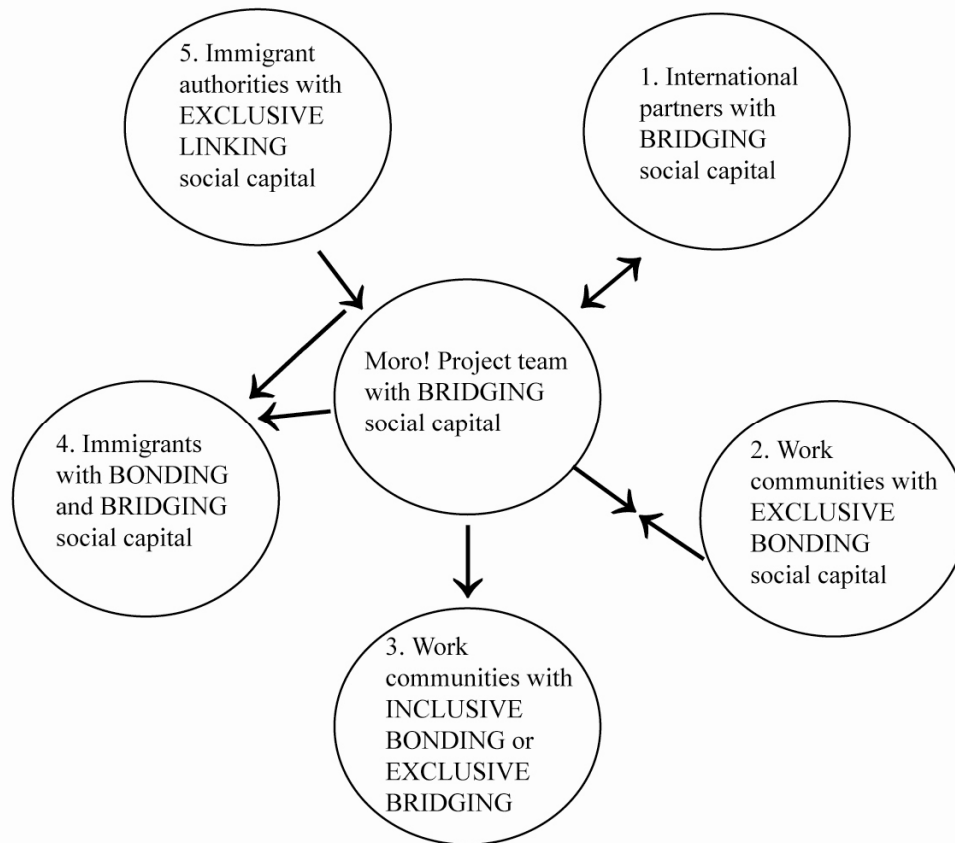 5. Immigrant
authorities with
EXCLUSIVE
LINKING
social capital
1. International
partners with
BRIDGING
social capital
Moro! Project team
with BRIDGING
social capital
4. Immigrants
with BONDING
and BRIDGING
social capital
2. Work
communities with
EXCLUSIVE
BONDING
social capital
3. Work
communities with
INCLUSIVE
BONDING or
EXCLUSIVE
BRIDGING